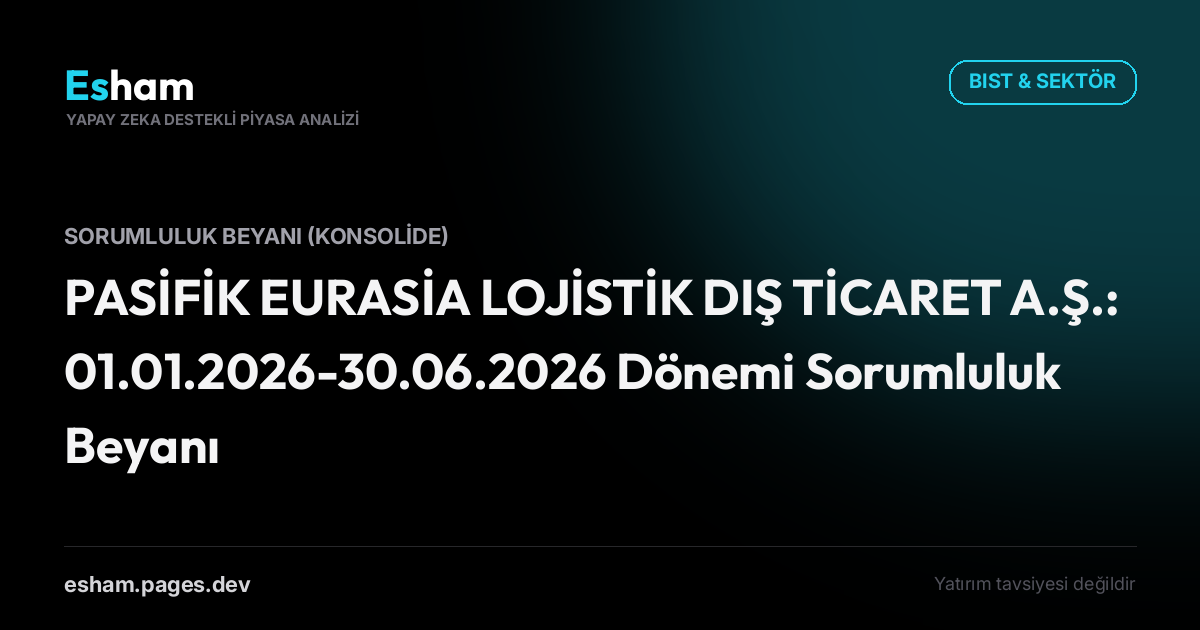 Esham
BIST & SEKTÖR
YAPAY ZEKA DESTEKLİ PİYASA ANALİZİ
SORUMLULUK BEYANI (KONSOLİDE)
PASİFİK EURASİA LOJİSTİK DIŞ TİCARET A.Ş.:
01.01.2026-30.06.2026 Dönemi Sorumluluk
Beyanı
esham.pages.dev
Yatırım tavsiyesi değildir